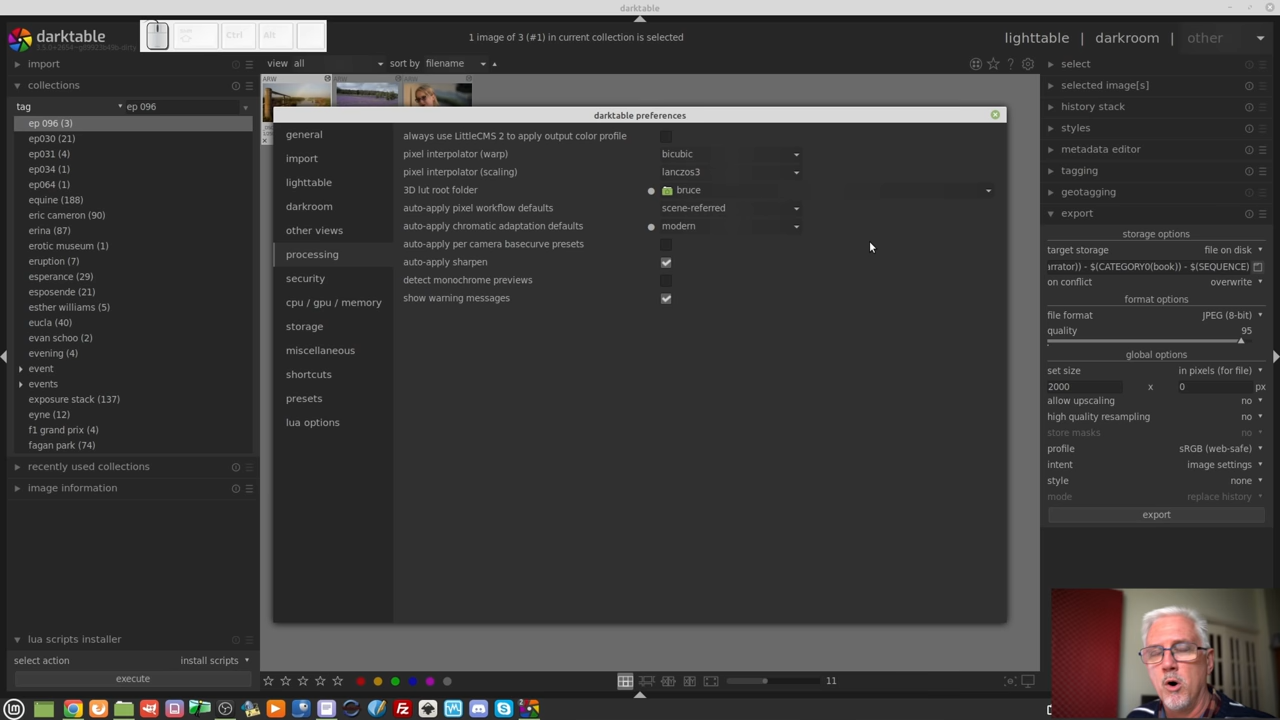 darktable
darktable
Ctrl
Alt
1 image of 3 (#1) in current collection is selected
lighttable | darkroom | other
import
view all
sort by filename
collections
tag
ep 096
ep 096 (3)
ep030 (21)
ep031 (4)
ep034 (1)
ep064 (1)
equine (188)
eric cameron (90)
erina (87)
erotic museum (1)
eruption (7)
esperance (29)
esposende (21)
esther williams (5)
eucla (40)
evan schoo (2)
evening (4)
event
events
exposure stack (137)
eyne (12)
f1 grand prix (4)
fagan park (74)
recently used collections
image information
lua scripts installer
select action
install scripts
execute
ARW
ARW
ARW
darktable preferences
general
import
lighttable
darkroom
other views
processing
security
cpu / gpu / memory
storage
miscellaneous
shortcuts
presets
lua options
always use LittleCMS 2 to apply output color profile
pixel interpolator (warp)
bicubic
pixel interpolator (scaling)
lanczos3
3D lut root folder
bruce
auto-apply pixel workflow defaults
scene-referred
auto-apply chromatic adaptation defaults
modern
auto-apply per camera basecurve presets
auto-apply sharpen
detect monochrome previews
show warning messages
11
select
selected image[s]
history stack
styles
metadata editor
tagging
geotagging
export
storage options
target storage
file on disk
ırrator)) - $(CATEGORY0(book)) - $(SEQUENCE)
on conflict
overwrite
format options
file format
JPEG (8-bit)
quality
95
global options
set size
in pixels (for file)
2000 x 0 px
allow upscaling
no
high quality resampling
no
store masks
no
profile
sRGB (web-safe)
intent
image settings
style
none
mode
replace history
export